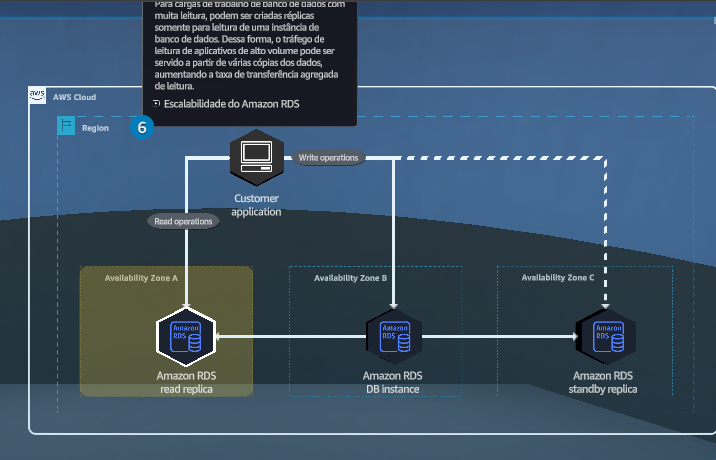 Para cargas de trabalho de banco de dados com
muita leitura, podem ser criadas réplicas
somente para leitura de uma instância de
banco de dados. Dessa forma, o tráfego de
leitura de aplicativos de alto volume pode ser
servido a partir de várias cópias dos dados,
aumentando a taxa de transferência agregada
de leitura.
Escalabilidade do Amazon RDS
aws
AWS Cloud
Region
6
Write operations
Customer
application
Read operations
Availability Zone A
Availability Zone B
Availability Zone C
Amazon
RDS
Amazon
RDS
Amazon
RDS
Amazon RDS
read replica
Amazon RDS
DB instance
Amazon RDS
standby replica